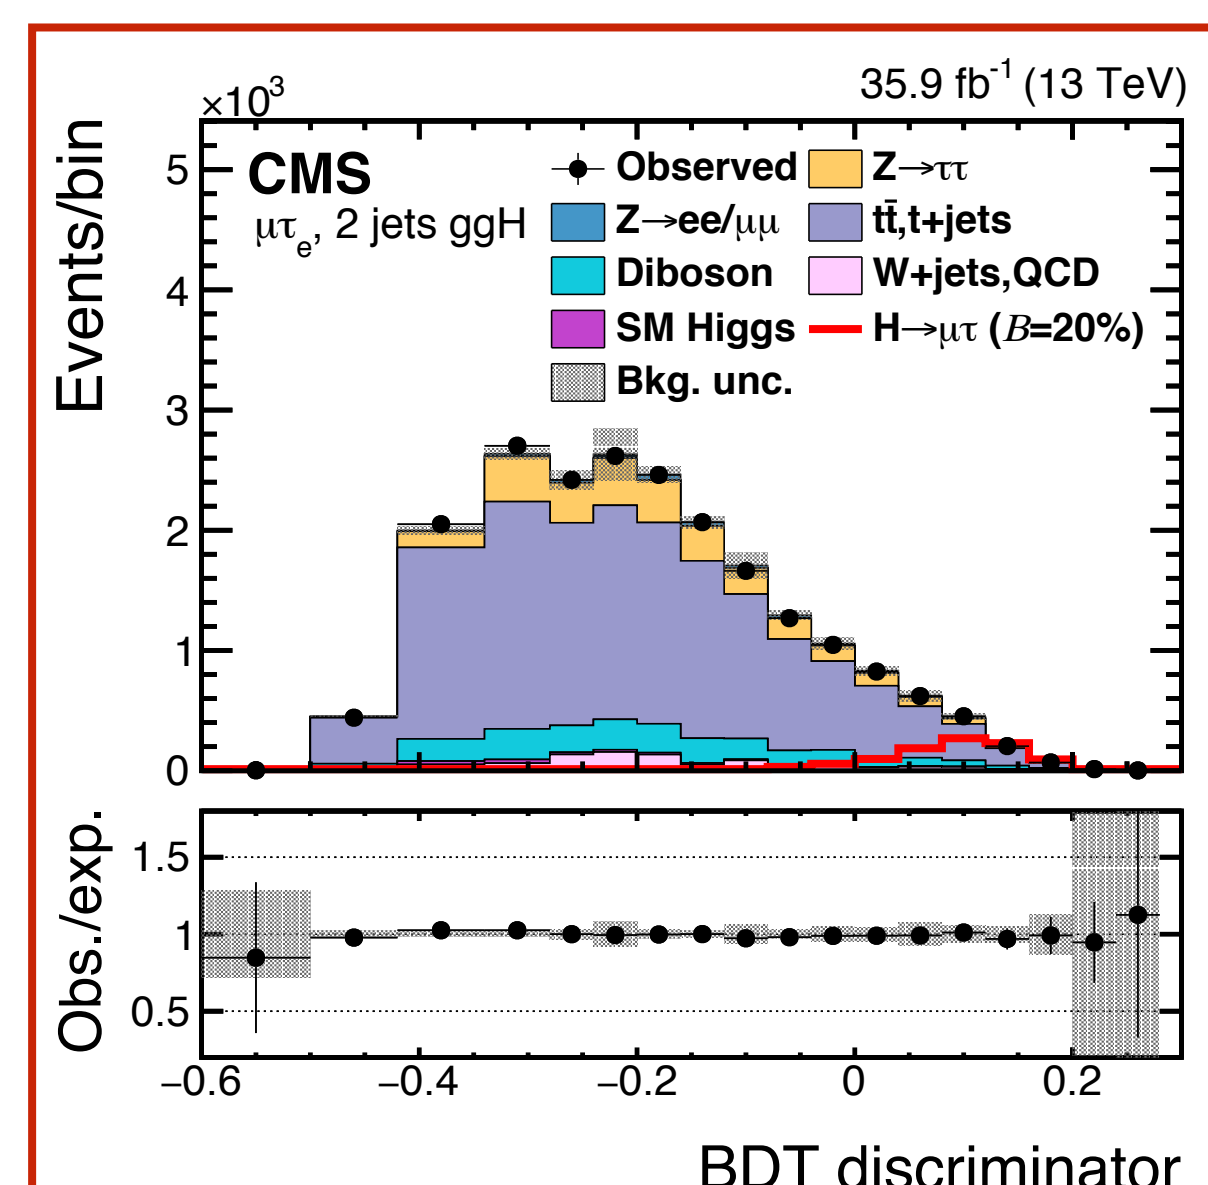 35.9 fb⁻¹ (13 TeV)
×10³
Events/bin
5
4
3
2
1
0
CMS
μτₑ, 2 jets ggH
Observed
Z→ττ
Z→ee/μμ
tt̄,t+jets
Diboson
W+jets,QCD
SM Higgs
H→μτ (B=20%)
Bkg. unc.
Obs./exp.
1.5
1
0.5
−0.6 −0.4 −0.2 0 0.2
BDT discriminator